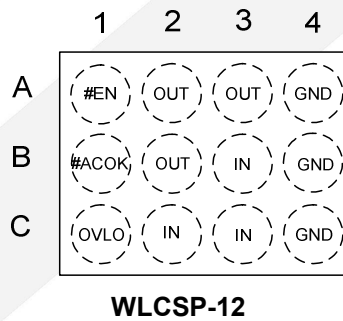 1 2 3 4
A #EN OUT OUT GND
B #ACOK OUT IN GND
C OVLO IN IN GND
WLCSP-12